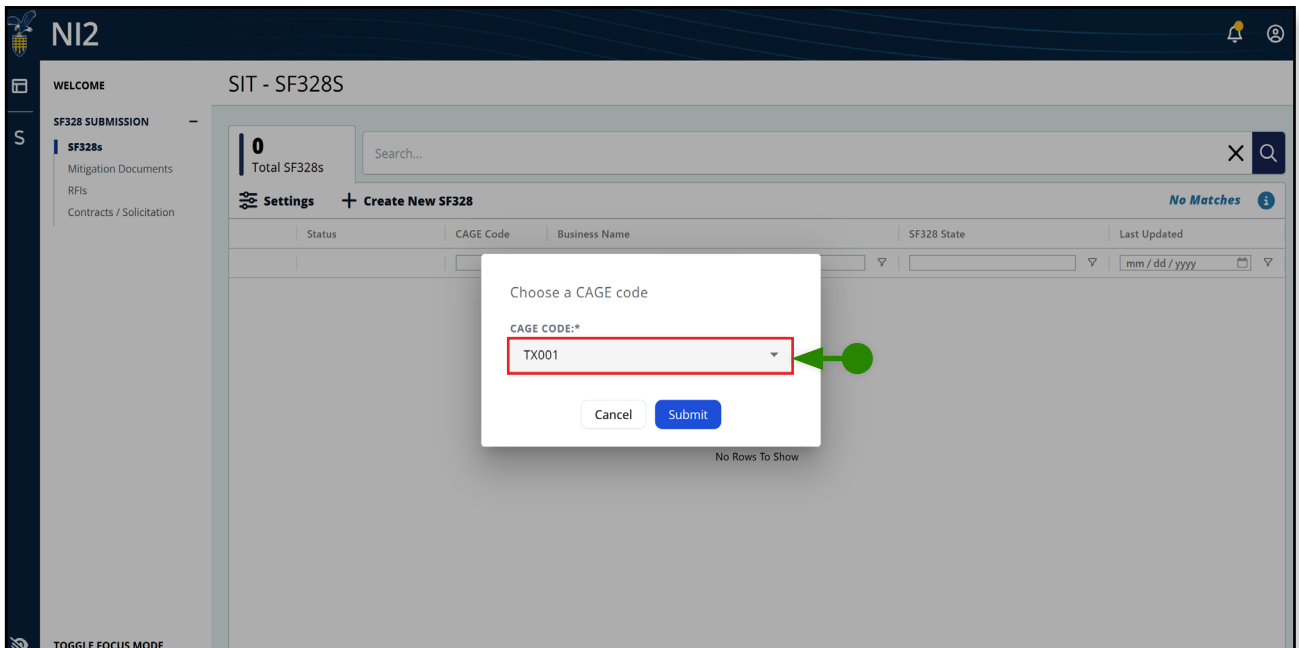 NI2
WELCOME
SIT - SF328S
SF328 SUBMISSION
S
SF328s
Mitigation Documents
RFIs
Contracts / Solicitation
0
Total SF328s
Search...
Settings
Create New SF328
No Matches
Status
CAGE Code
Business Name
SF328 State
Last Updated
mm / dd / yyyy
Choose a CAGE code
CAGE CODE:*
TX001
Cancel
Submit
No Rows To Show
TOGGLE FOCUS MODE